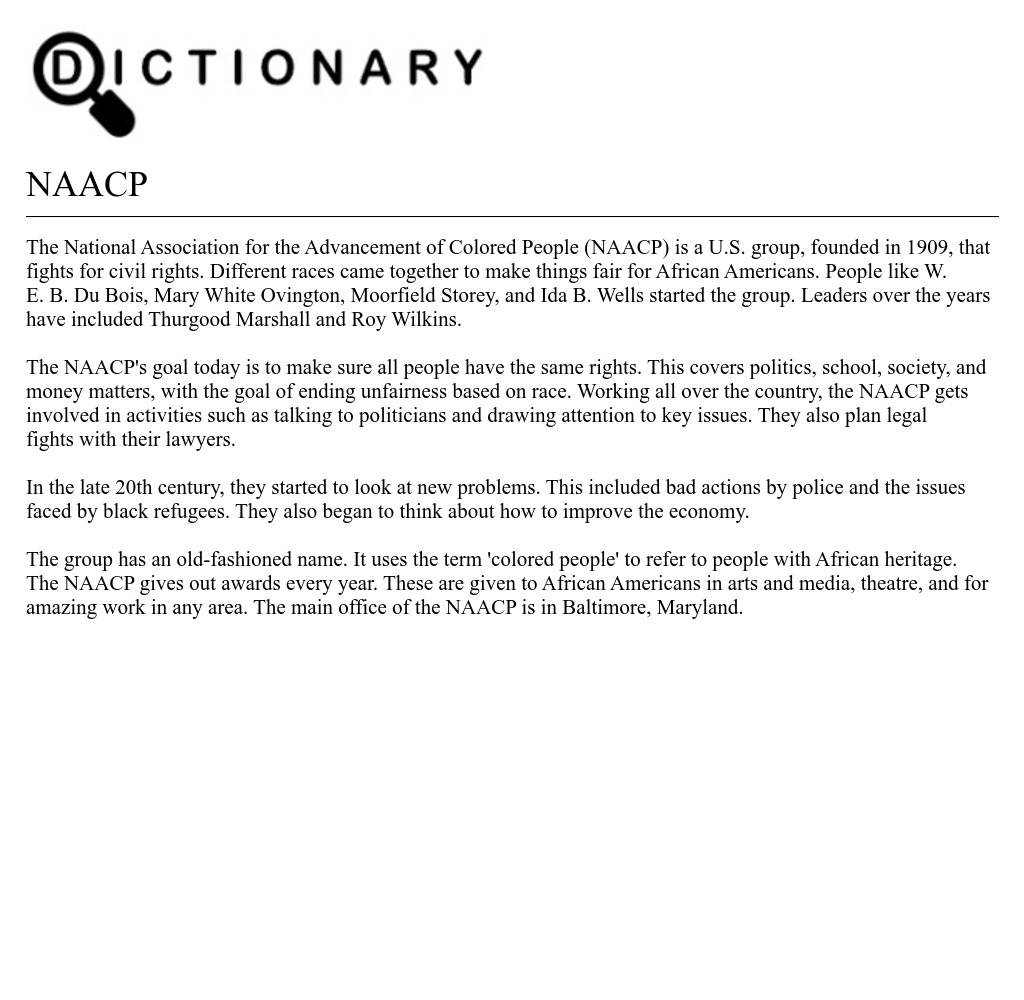 DICTIONARY
NAACP
The National Association for the Advancement of Colored People (NAACP) is a U.S. group, founded in 1909, that
fights for civil rights. Different races came together to make things fair for African Americans. People like W.
E. B. Du Bois, Mary White Ovington, Moorfield Storey, and Ida B. Wells started the group. Leaders over the years
have included Thurgood Marshall and Roy Wilkins.
The NAACP's goal today is to make sure all people have the same rights. This covers politics, school, society, and
money matters, with the goal of ending unfairness based on race. Working all over the country, the NAACP gets
involved in activities such as talking to politicians and drawing attention to key issues. They also plan legal
fights with their lawyers.
In the late 20th century, they started to look at new problems. This included bad actions by police and the issues
faced by black refugees. They also began to think about how to improve the economy.
The group has an old-fashioned name. It uses the term 'colored people' to refer to people with African heritage.
The NAACP gives out awards every year. These are given to African Americans in arts and media, theatre, and for
amazing work in any area. The main office of the NAACP is in Baltimore, Maryland.